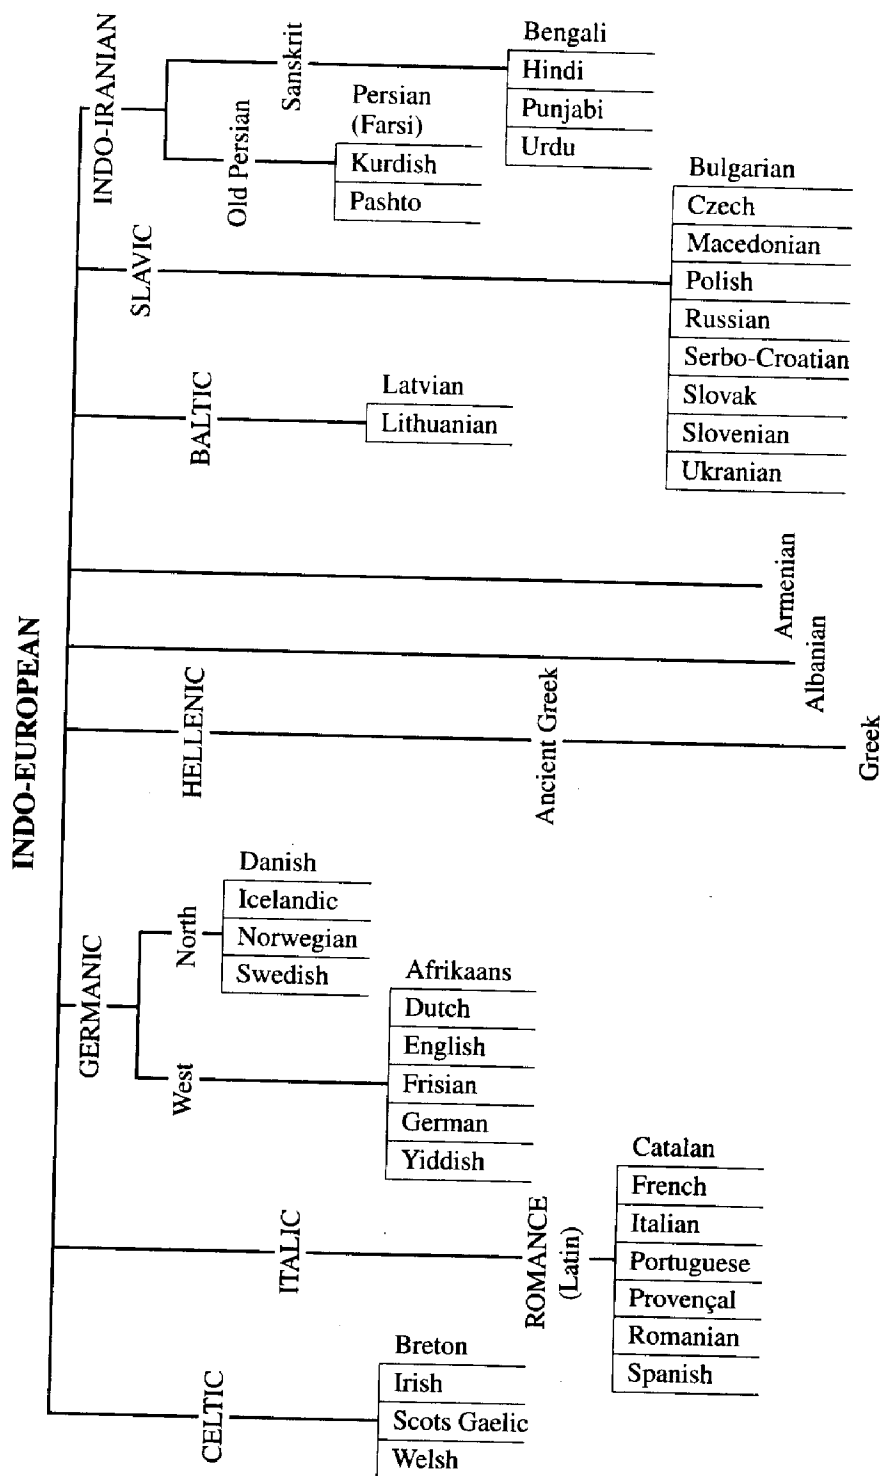 INDO-EUROPEAN
CELTIC
Breton
Irish
Scots Gaelic
Welsh
ITALIC
ROMANCE
(Latin)
Catalan
French
Italian
Portuguese
Provençal
Romanian
Spanish
GERMANIC
West
Afrikaans
Dutch
English
Frisian
German
Yiddish
North
Danish
Icelandic
Norwegian
Swedish
HELLENIC
Ancient Greek
Greek
Albanian
Armenian
BALTIC
Latvian
Lithuanian
SLAVIC
Bulgarian
Czech
Macedonian
Polish
Russian
Serbo-Croatian
Slovak
Slovenian
Ukranian
INDO-IRANIAN
Old Persian
Persian
(Farsi)
Kurdish
Pashto
Sanskrit
Bengali
Hindi
Punjabi
Urdu